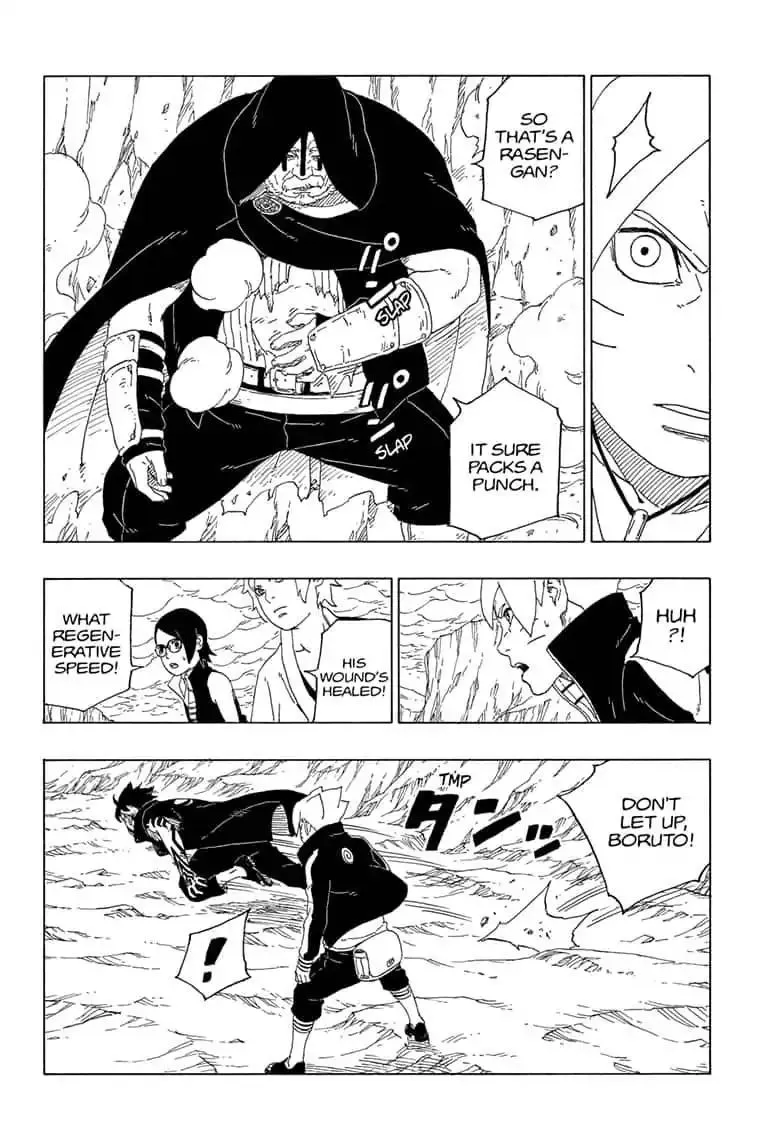 SO
THAT'S A
RASEN-
GAN?
SLAP
SLAP
IT SURE
PACKS A
PUNCH.
WHAT
REGEN-
ERATIVE
SPEED!
HIS
WOUND'S
HEALED!
HUH
?!
TMP
タンッ
DON'T
LET UP,
BORUTO!
!